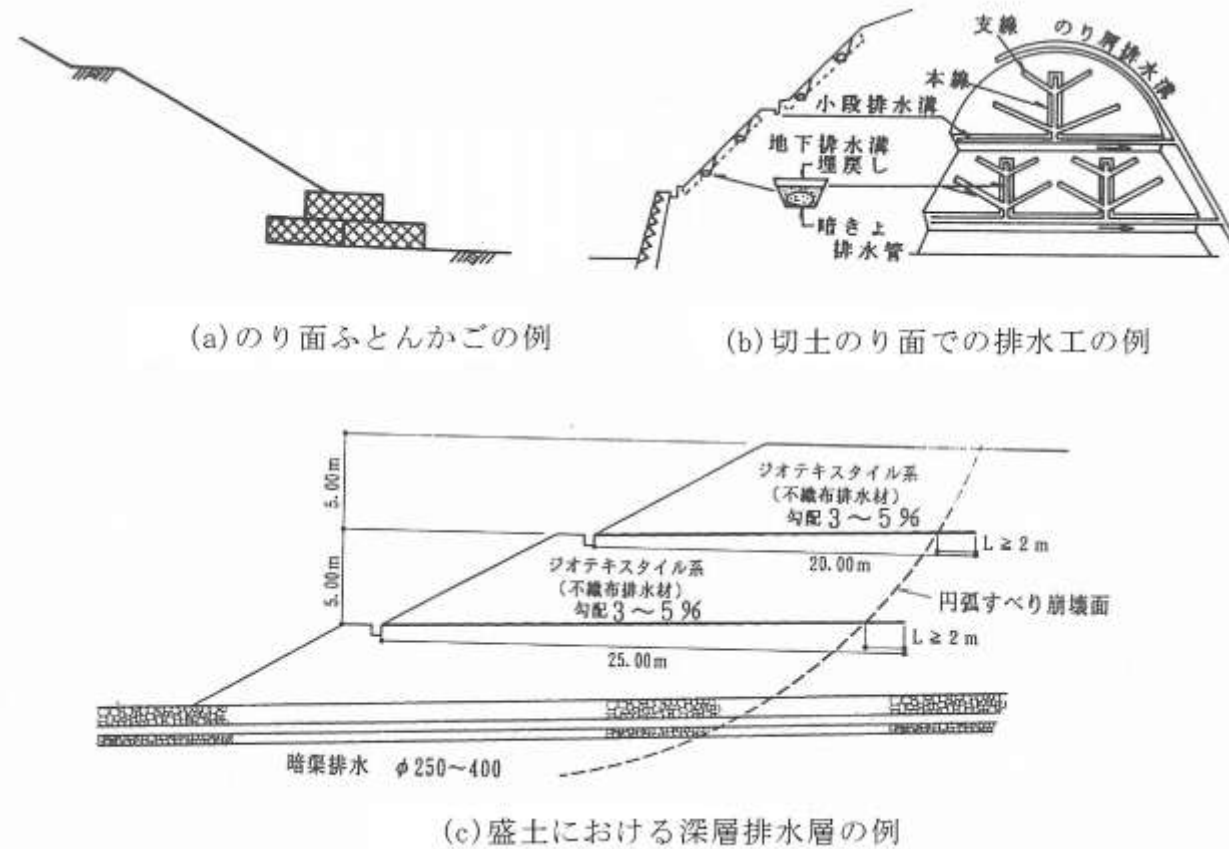 支線
のり肩排水溝
本線
小段排水溝
地下排水溝
埋戻し
暗きょ
排水管
(a)のり面ふとんかごの例
(b)切土のり面での排水工の例
5.00m
5.00m
ジオテキスタイル系
(不織布排水材)
勾配3～5%
L≧2m
20.00m
ジオテキスタイル系
(不織布排水材)
勾配3～5%
円弧すべり崩壊面
L≧2m
25.00m
暗渠排水 φ250～400
(c)盛土における深層排水層の例